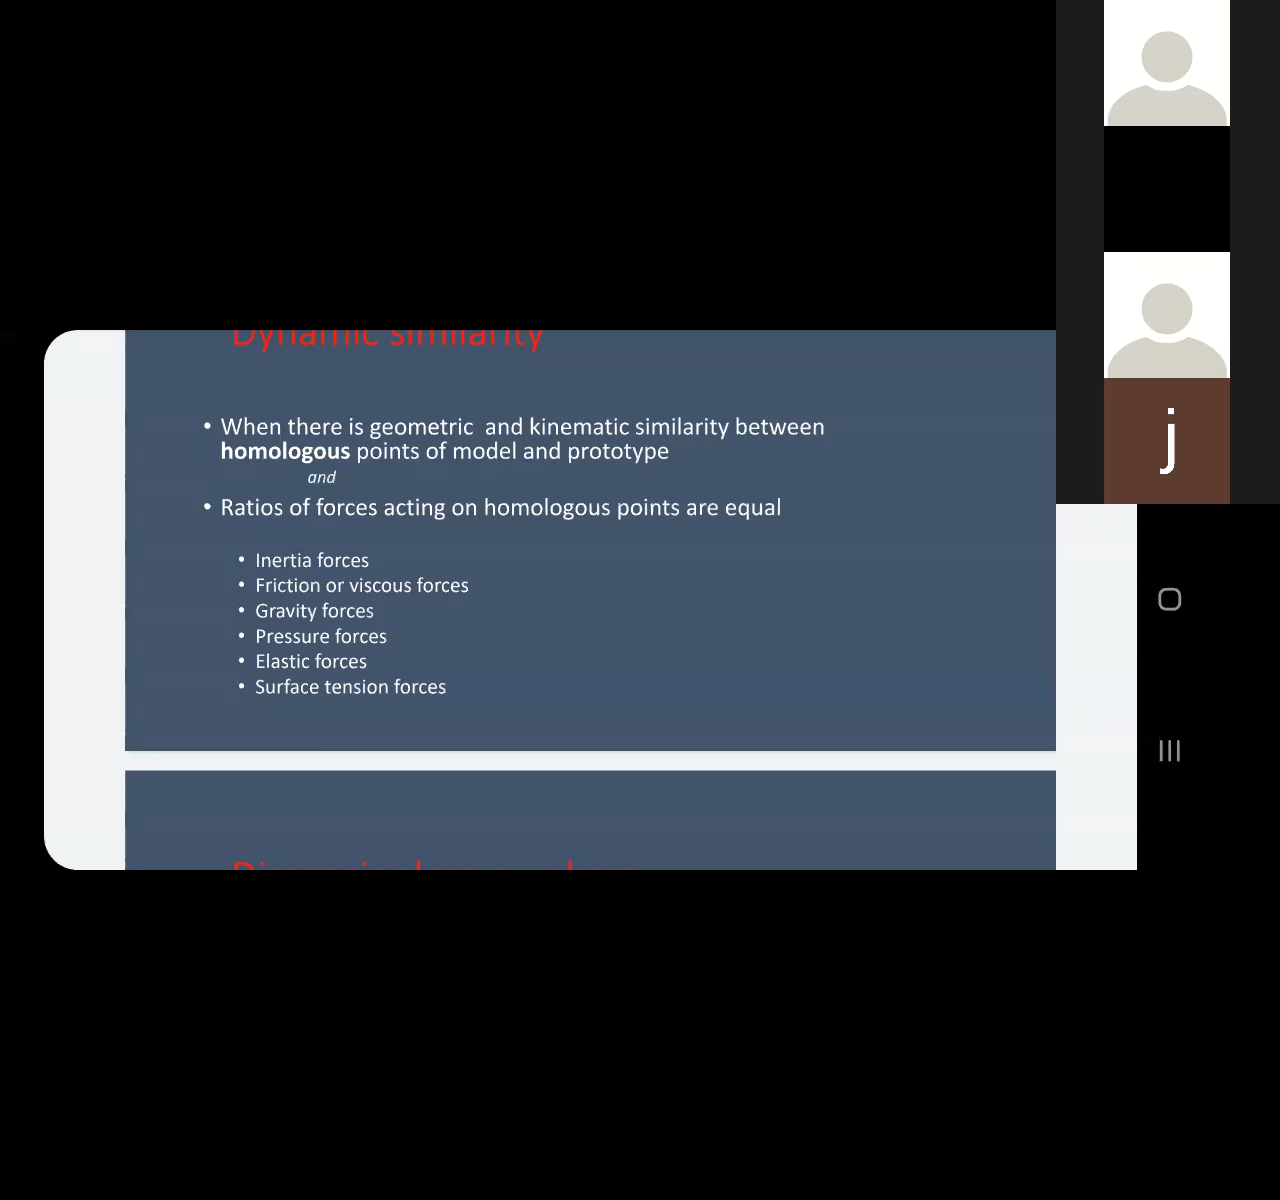 Dynamic similarity
• When there is geometric and kinematic similarity between
homologous points of model and prototype
and
• Ratios of forces acting on homologous points are equal
• Inertia forces
• Friction or viscous forces
• Gravity forces
• Pressure forces
• Elastic forces
• Surface tension forces
j